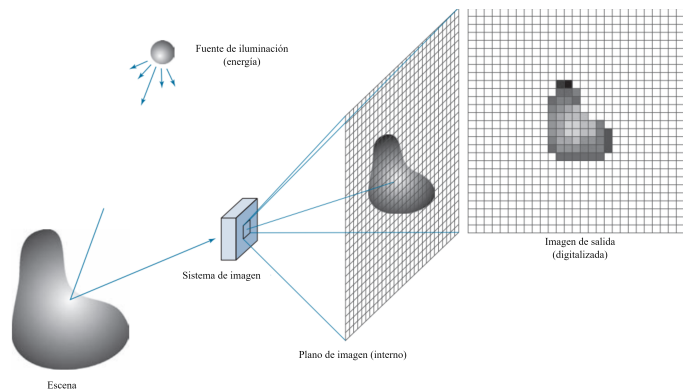 Fuente de iluminación
(energía)
Sistema de imagen
Imagen de salida
(digitalizada)
Plano de imagen (interno)
Escena